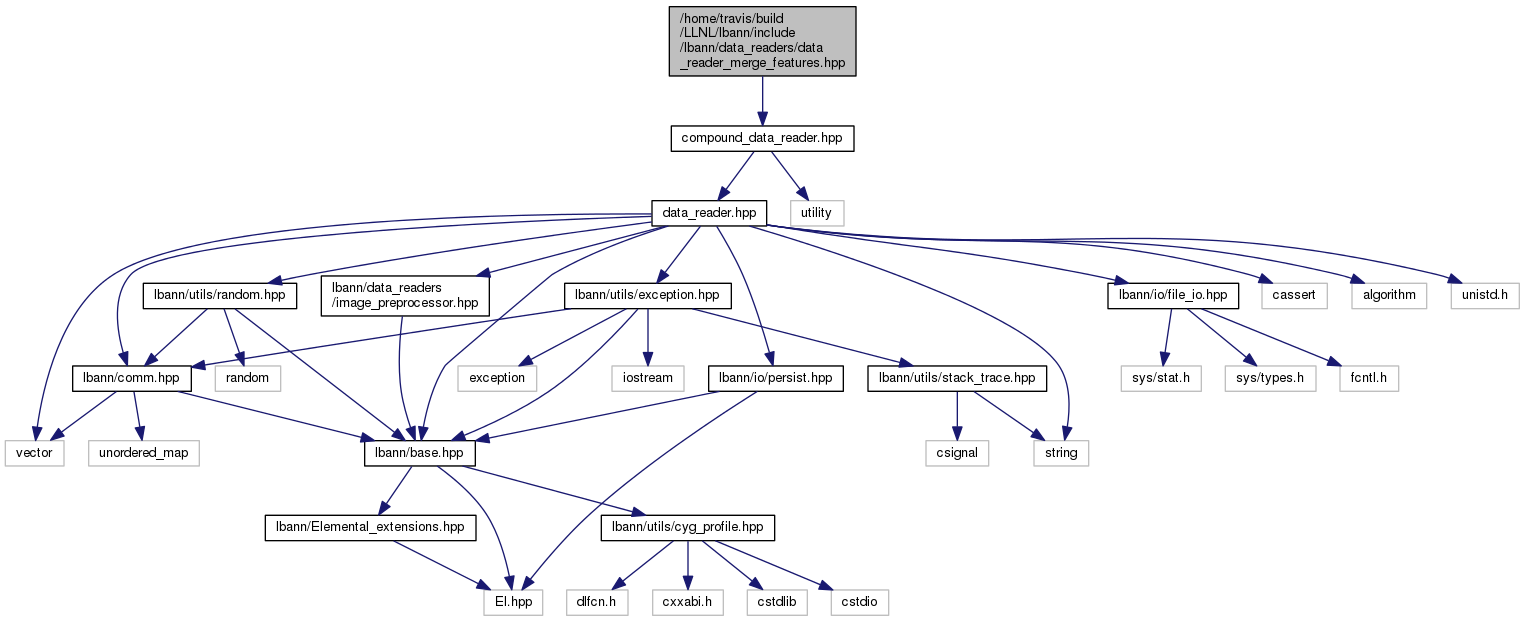 /home/travis/build
/LLNL/lbann/include
/lbann/data_readers/data
_reader_merge_features.hpp
compound_data_reader.hpp
data_reader.hpp
utility
lbann/utils/random.hpp
lbann/data_readers
/image_preprocessor.hpp
lbann/utils/exception.hpp
lbann/io/file_io.hpp
cassert
algorithm
unistd.h
lbann/comm.hpp
random
exception
iostream
lbann/io/persist.hpp
lbann/utils/stack_trace.hpp
sys/stat.h
sys/types.h
fcntl.h
vector
unordered_map
lbann/base.hpp
csignal
string
lbann/Elemental_extensions.hpp
lbann/utils/cyg_profile.hpp
El.hpp
dlfcn.h
cxxabi.h
cstdlib
cstdio